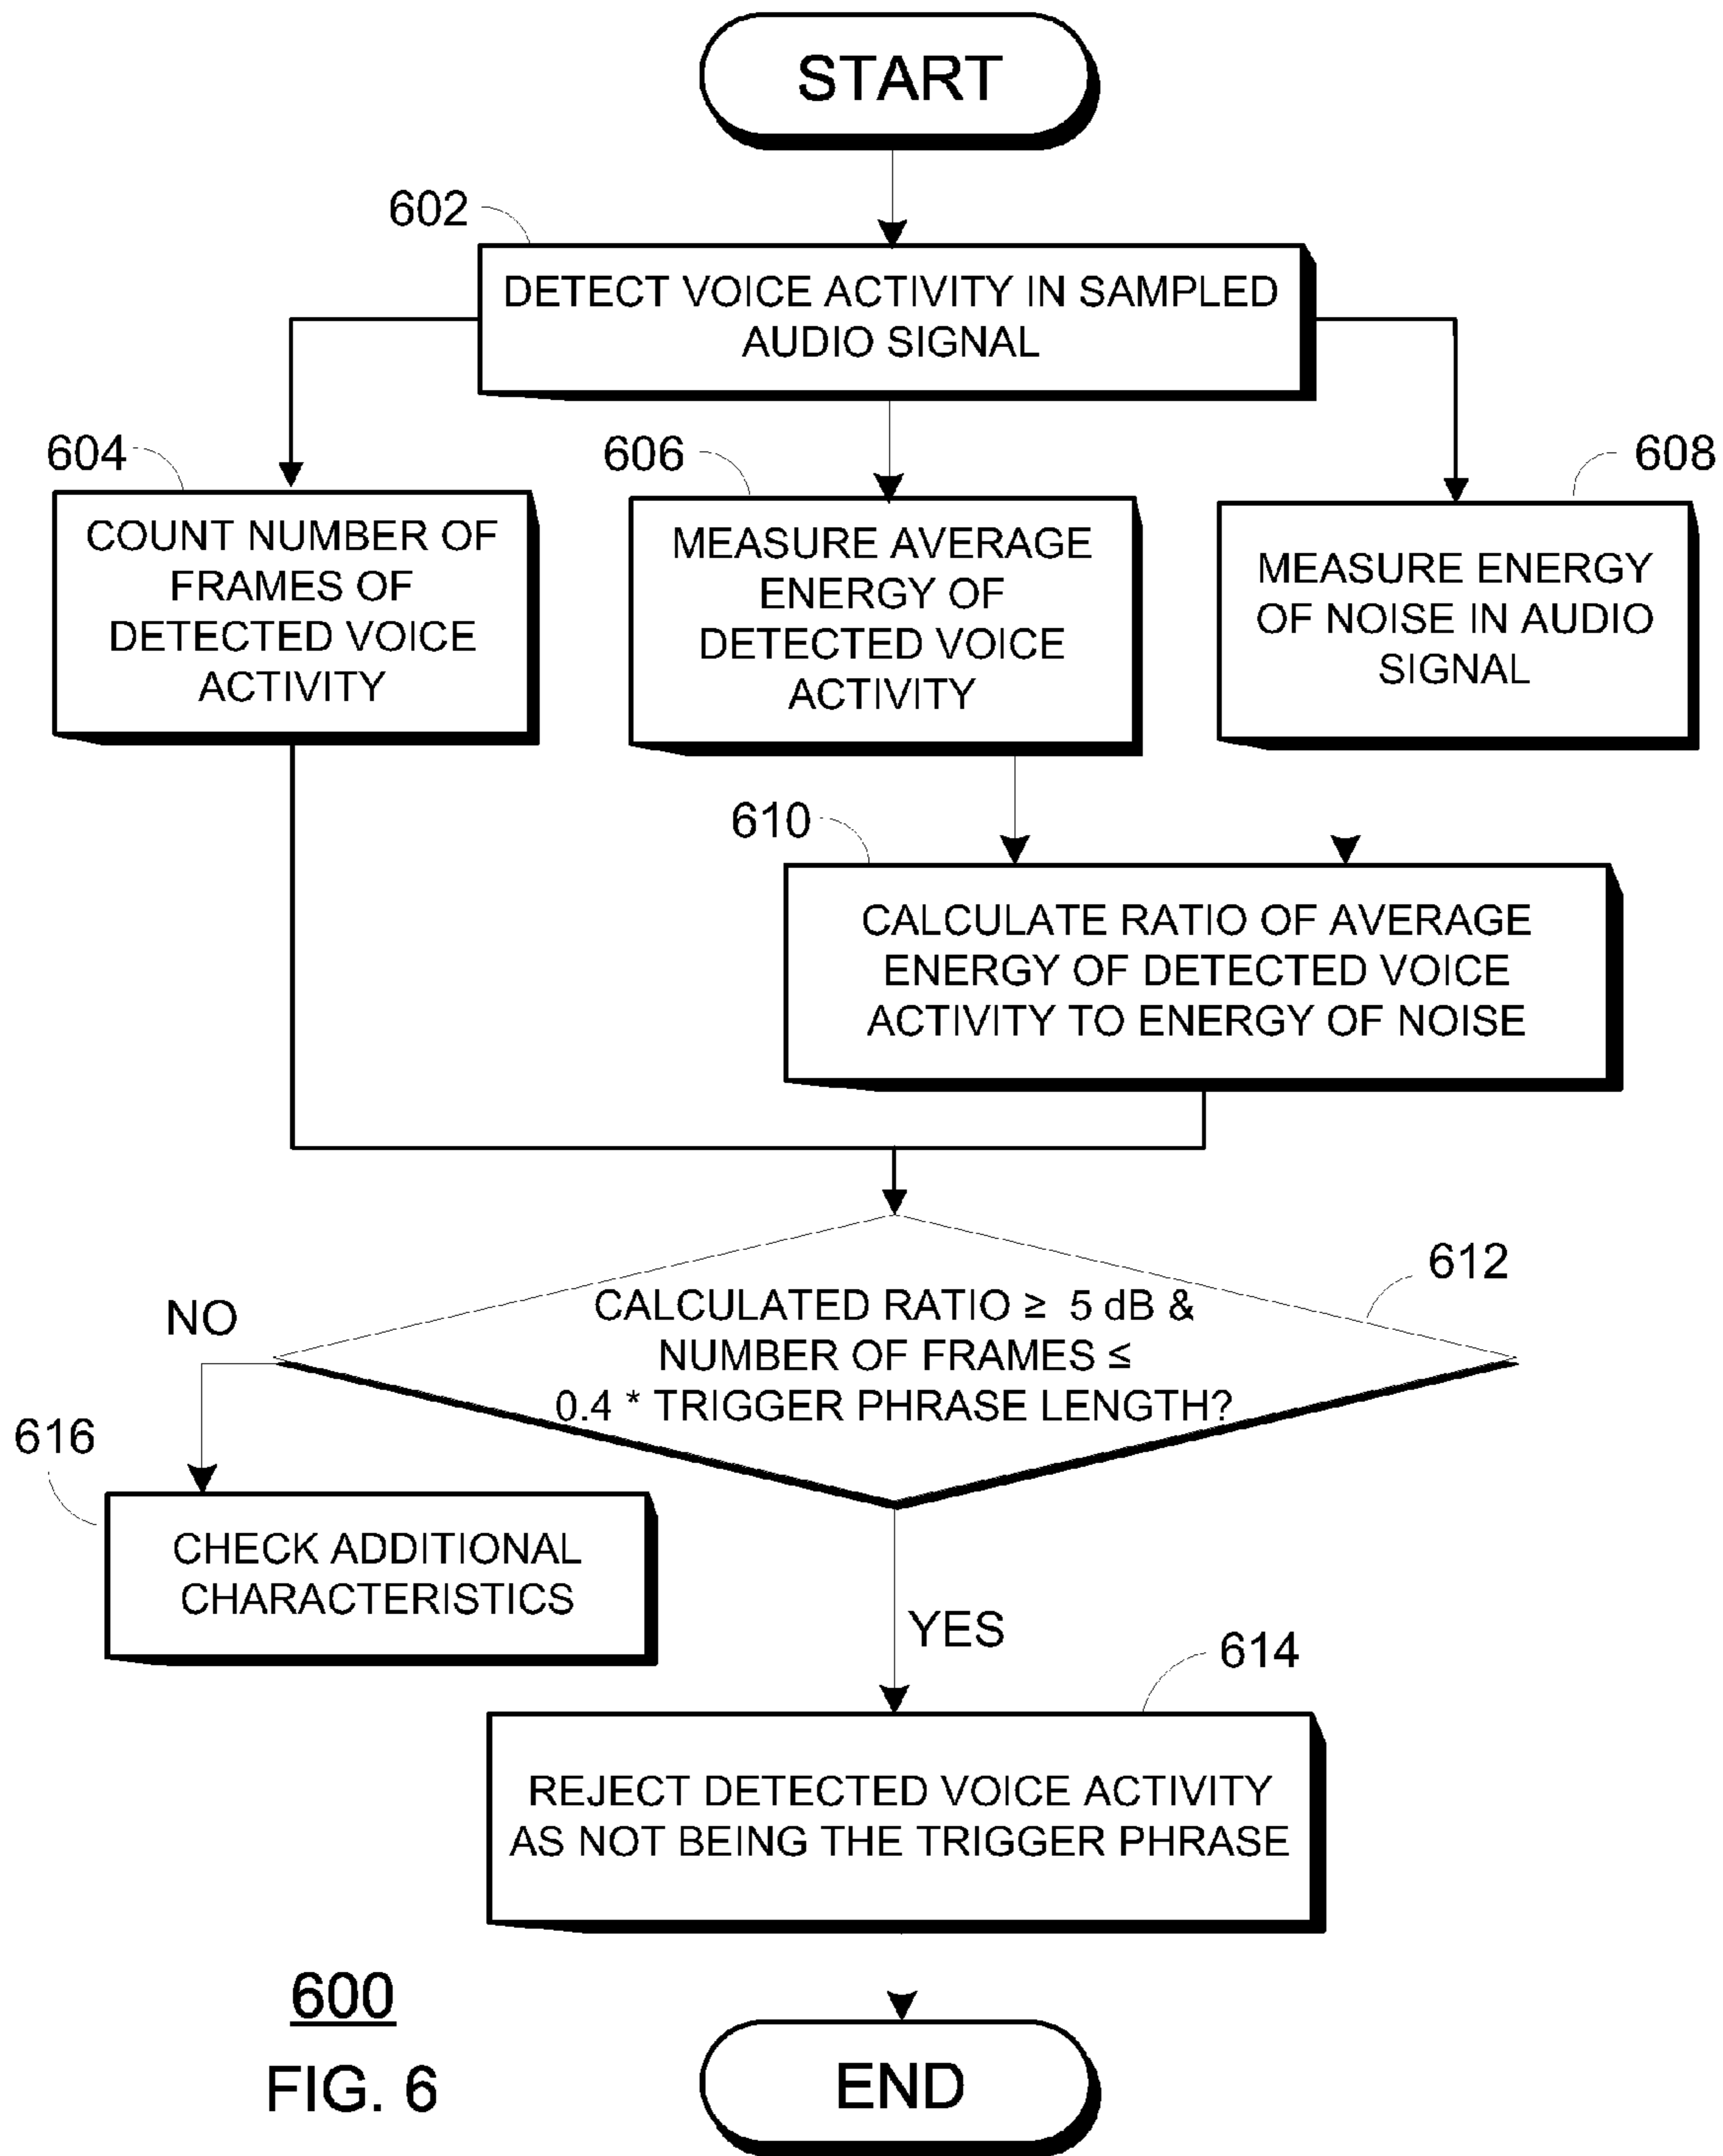 START
602
DETECT VOICE ACTIVITY IN SAMPLED
AUDIO SIGNAL
604
COUNT NUMBER OF
FRAMES OF
DETECTED VOICE
ACTIVITY
606
MEASURE AVERAGE
ENERGY OF
DETECTED VOICE
ACTIVITY
608
MEASURE ENERGY
OF NOISE IN AUDIO
SIGNAL
610
CALCULATE RATIO OF AVERAGE
ENERGY OF DETECTED VOICE
ACTIVITY TO ENERGY OF NOISE
612
CALCULATED RATIO ≥ 5 dB &
NUMBER OF FRAMES ≤
0.4 * TRIGGER PHRASE LENGTH?
NO
616
CHECK ADDITIONAL
CHARACTERISTICS
YES
614
REJECT DETECTED VOICE ACTIVITY
AS NOT BEING THE TRIGGER PHRASE
END
600
FIG. 6